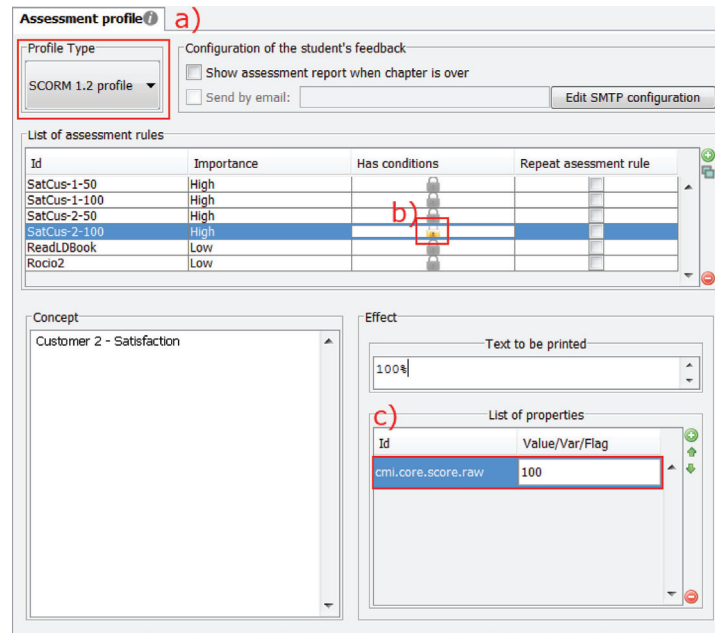 Assessment profile a)
Profile Type
SCORM 1.2 profile
Configuration of the student's feedback
Show assessment report when chapter is over
Send by email: Edit SMTP configuration
List of assessment rules
Id Importance Has conditions Repeat asessment rule
SatCus-1-50 High
SatCus-1-100 High
SatCus-2-50 High
b)
SatCus-2-100 High
ReadLDBook Low
Rocio2 Low
Concept
Customer 2 - Satisfaction
Effect
Text to be printed
100%
c) List of properties
Id Value/Var/Flag
cmi.core.score.raw 100